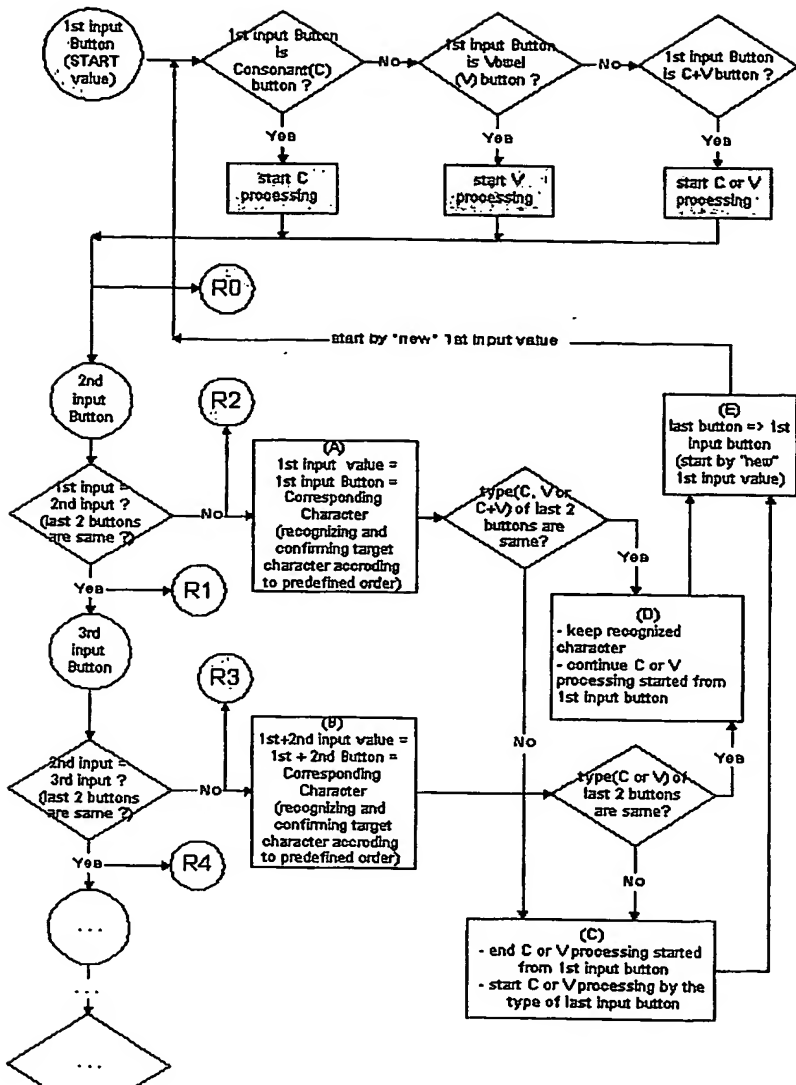 1st input
Button
(START
value)
1st input Button
is
Consonant(C)
button ?
NO
1st input Button
is Vowel
(V) button ?
NO
1st input Button
is C+V button ?
Yes
Yes
Yes
start C
processing
start V
processing
start C or V
processing
R0
start by "new" 1st input value
2nd
input
Button
R2
(E)
last button => 1st
input button
(start by "new"
1st input value)
1st input =
2nd input ?
(last 2 buttons
are same ?)
NO
(A)
1st input value =
1st input Button =
Corresponding
Character
(recognizing and
confirming target
character accroding
to predefined order)
type(C, V or
C+V) of last 2
buttons are
same?
Yes
Yes
R1
3rd
input
Button
(D)
- keep recognized
character
- continue C or V
processing started from
1st input button
R3
NO
2nd input =
3rd input ?
(last 2 buttons
are same ?)
NO
(B)
1st+2nd input value =
1st + 2nd Button =
Corresponding
Character
(recognizing and
confirming target
character accroding
to predefined order)
type(C or V) of
last 2 buttons
are same?
Yes
Yes
R4
NO
...
(C)
- end C or V processing started
from 1st input button
- start C or V processing by the
type of last input button
...
...